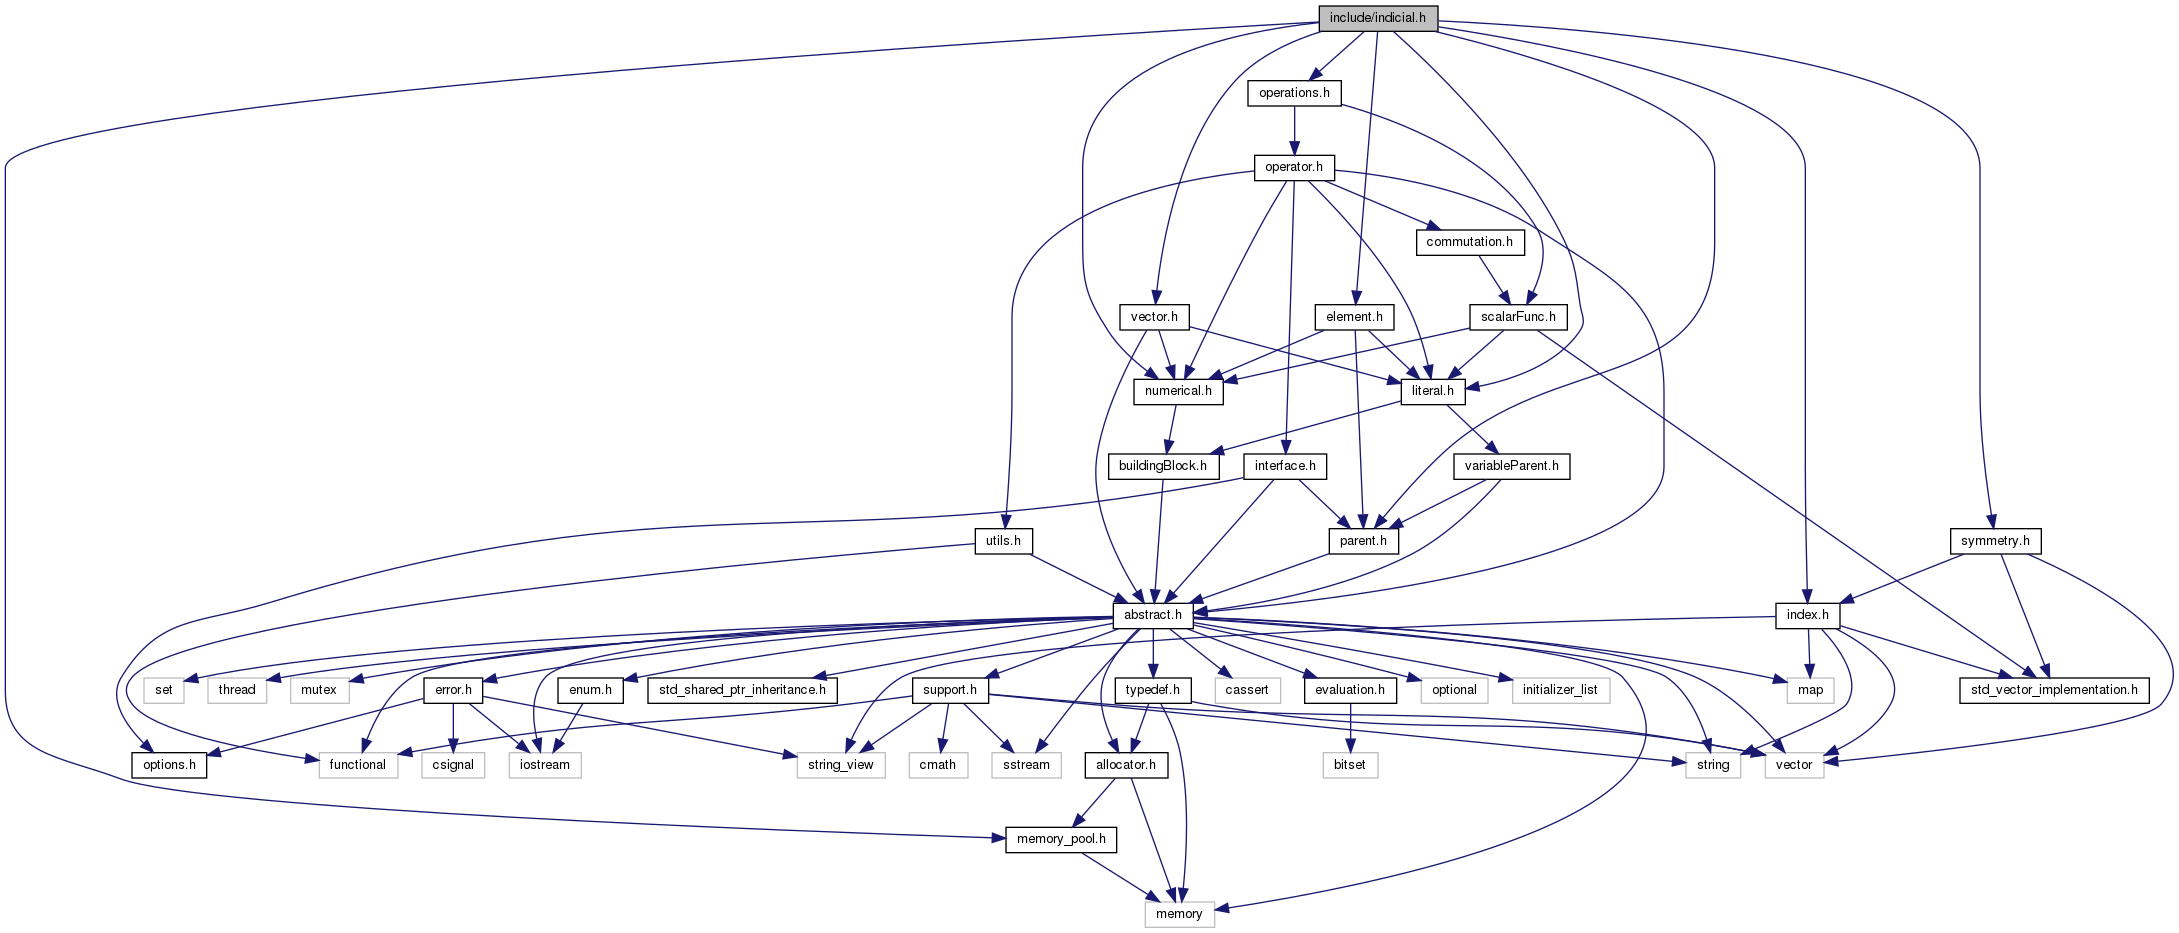 include/indicial.h
operations.h
operator.h
commutation.h
vector.h
element.h
scalarFunc.h
numerical.h
literal.h
buildingBlock.h
interface.h
variableParent.h
utils.h
parent.h
symmetry.h
abstract.h
index.h
set
thread
mutex
error.h
enum.h
std_shared_ptr_inheritance.h
support.h
typedef.h
cassert
evaluation.h
optional
initializer_list
map
std_vector_implementation.h
options.h
functional
csignal
iostream
string_view
cmath
sstream
allocator.h
bitset
string
vector
memory_pool.h
memory